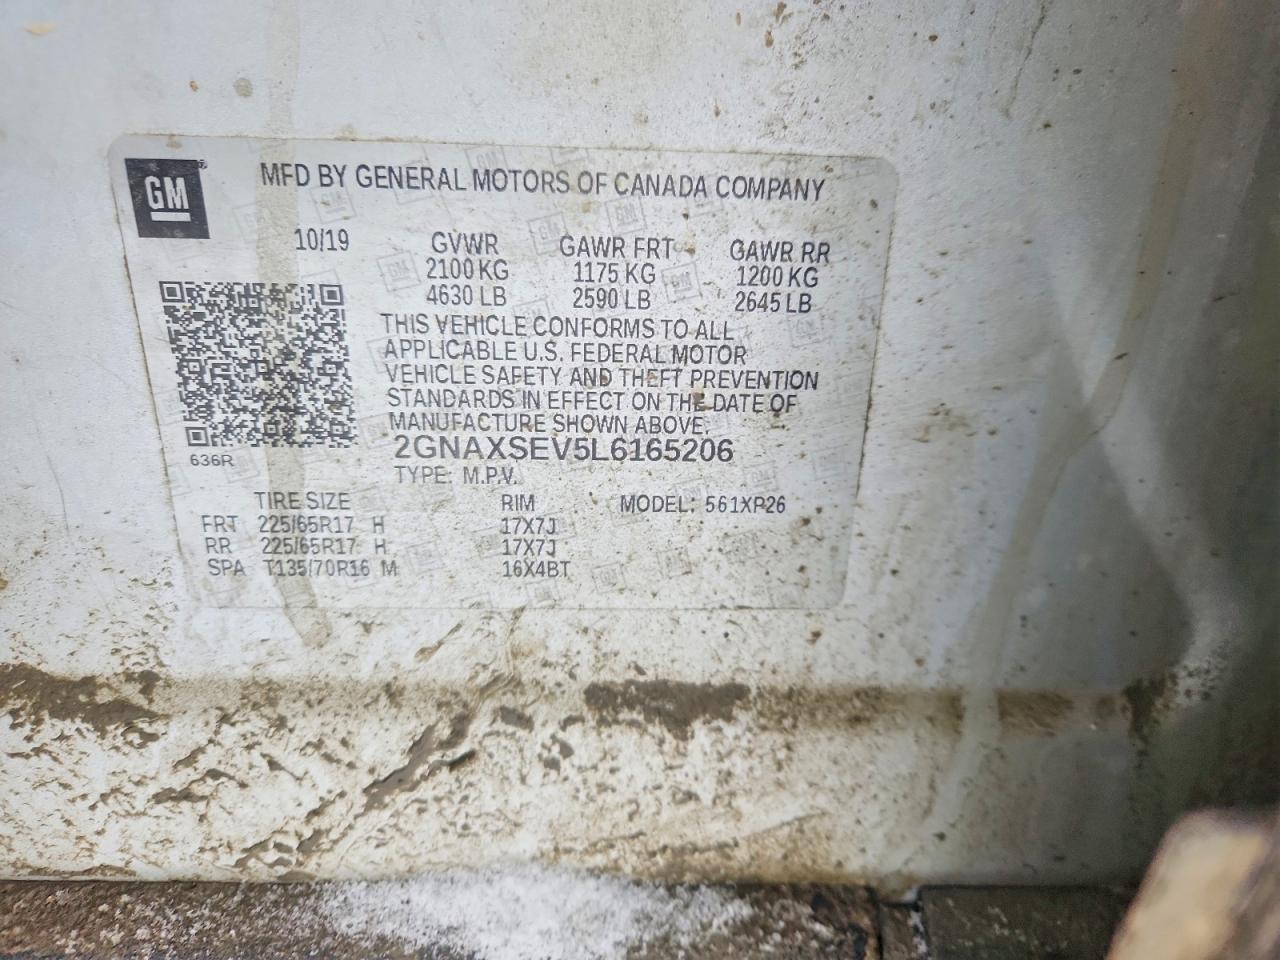 GM
MFD BY GENERAL MOTORS OF CANADA COMPANY
10/19 GVWR GAWR FRT GAWR RR
2100 KG 1175 KG 1200 KG
4630 LB 2590 LB 2645 LB
THIS VEHICLE CONFORMS TO ALL
APPLICABLE U.S. FEDERAL MOTOR
VEHICLE SAFETY AND THEFT PREVENTION
STANDARDS IN EFFECT ON THE DATE OF
MANUFACTURE SHOWN ABOVE.
636R
2GNAXSEV5L6165206
TYPE: M.P.V.
TIRE SIZE RIM MODEL: 561XP26
FRT 225/65R17 H 17X7J
RR 225/65R17 H 17X7J
SPA T135/70R16 M 16X4BT